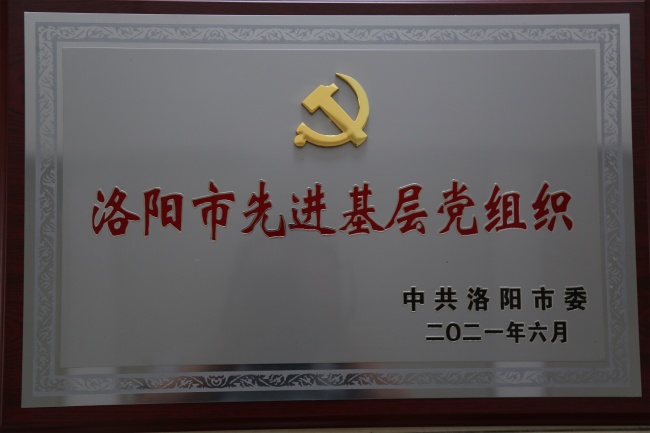 洛阳市先进基层党组织
中共洛阳市委
二〇二一年六月